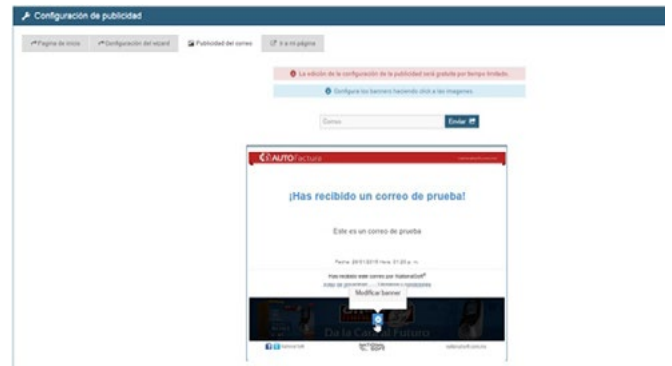 Configuración de publicidad
Pagina de inicio
Configuración del wizard
Publicidad del correo
Ir a mi página
La edición de la configuración de la publicidad será gratuita por tiempo limitado.
Configura los banners haciendo click a las imagenes
Correo
Enviar
AUTOFactura
¡Has recibido un correo de prueba!
Este es un correo de prueba
Has recibido este correo por NationalSoft®
Modificar banner
Da la Cara al Futuro